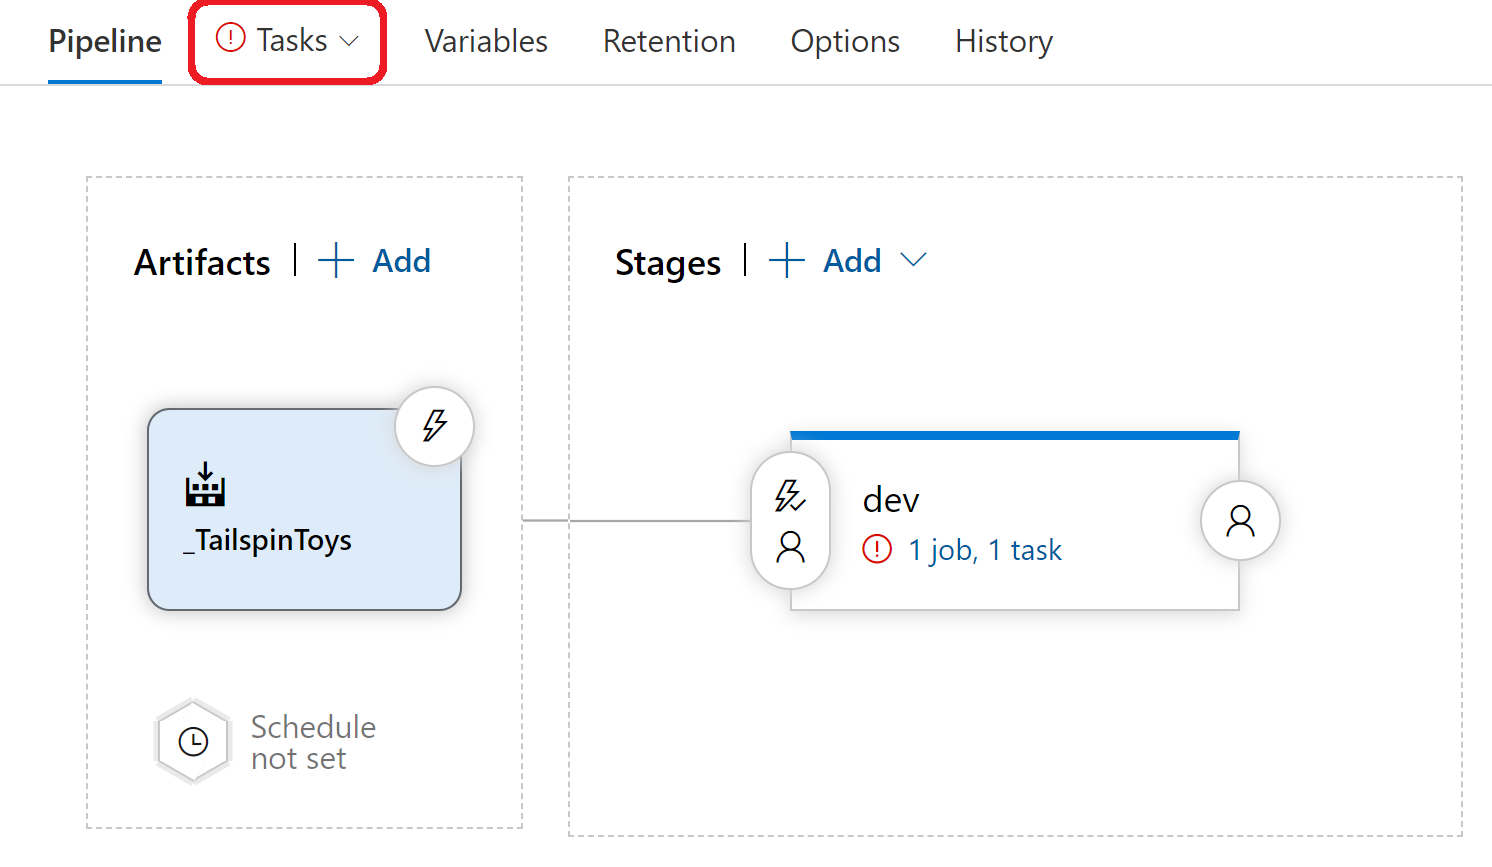 Pipeline Tasks Variables Retention Options History
Artifacts | Add
Stages | Add
_TailspinToys
dev
1 job, 1 task
Schedule
not set